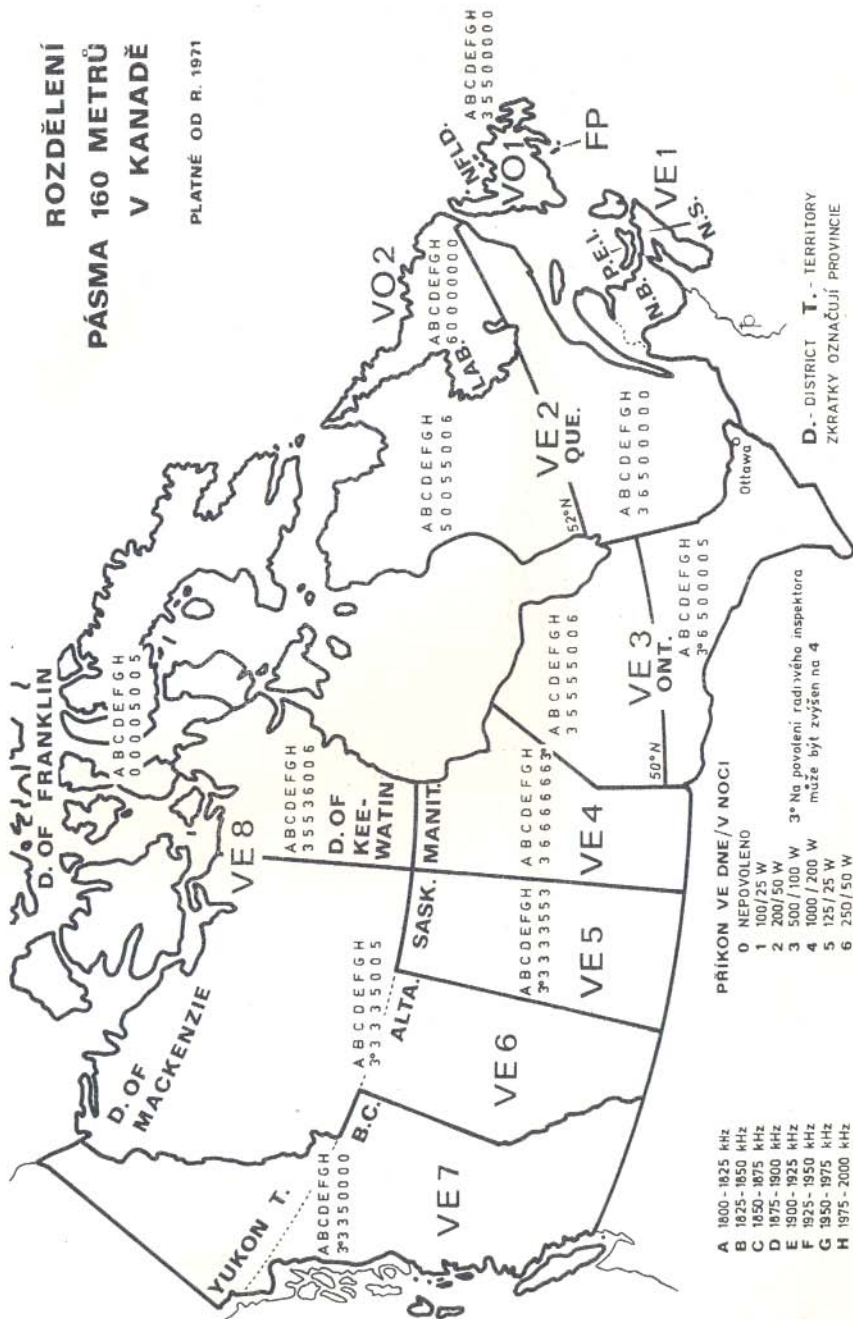 ROZDĚLENÍ
PÁSMA 160 METRŮ
V KANADĚ
PLATNÉ OD R. 1971
D. OF FRANKLIN
ABCDEFGH
00005005
D. OF
MACKENZIE
VE8
ABCDEFGH
35536006
D. OF
KEE-
WATIN
YUKON T.
ABCDEFGH
3°3350000
B.C.
VE7
ABCDEFGH
3°3335005
ALTA.
VE6
SASK.
ABCDEFGH
3°3333553
VE5
MANIT.
ABCDEFGH
36666663°
VE4
ABCDEFGH
35555006
50°N
VE3
ONT.
ABCDEFGH
3°6500005
Ottawa
ABCDEFGH
50055006
52°N
VE2
QUE.
ABCDEFGH
36500000
VO2
ABCDEFGH
60000000
LAB.
NFLD.
VO1
ABCDEFGH
35500000
FP
P.E.I.
N.B.
VE1
N.S.
D.- DISTRICT T.- TERRITORY
ZKRATKY OZNAČUJÍ PROVINCIE
A 1800-1825 kHz
B 1825-1850 kHz
C 1850-1875 kHz
D 1875-1900 kHz
E 1900-1925 kHz
F 1925-1950 kHz
G 1950-1975 kHz
H 1975-2000 kHz
PŘÍKON VE DNE/V NOCI
0 NEPOVOLENO
1 100/25 W
2 200/50 W
3 500/100 W
4 1000/200 W
5 125/25 W
6 250/50 W
3° Na povolení radiového inspektora
může být zvýšen na 4